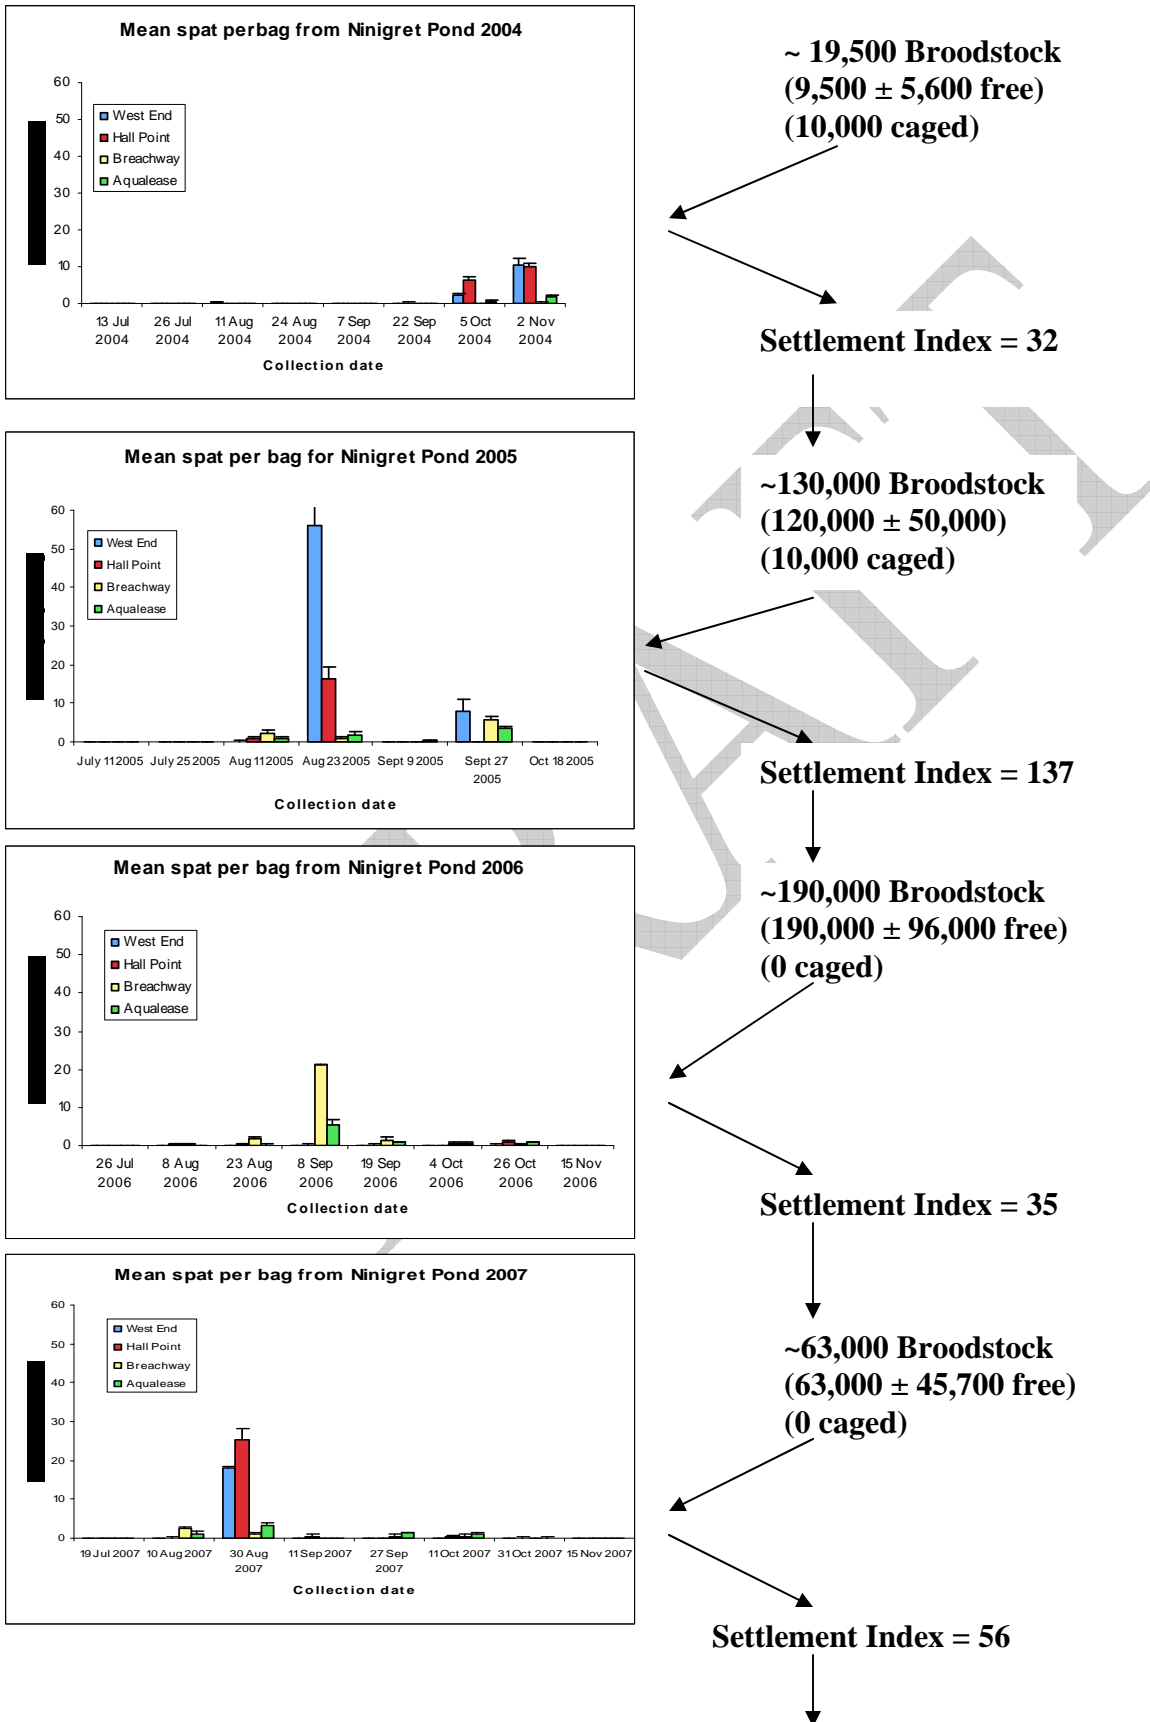 Mean spat perbag from Ninigret Pond 2004
60
50
40
30
20
10
0
West End
Hall Point
Breachway
Aqualease
13 Jul 2004
26 Jul 2004
11 Aug 2004
24 Aug 2004
7 Sep 2004
22 Sep 2004
5 Oct 2004
2 Nov 2004
Collection date
~ 19,500 Broodstock
(9,500 ± 5,600 free)
(10,000 caged)
Settlement Index = 32
Mean spat per bag for Ninigret Pond 2005
60
50
40
30
20
10
0
West End
Hall Point
Breachway
Aqualease
July 11 2005
July 25 2005
Aug 11 2005
Aug 23 2005
Sept 9 2005
Sept 27 2005
Oct 18 2005
Collection date
~130,000 Broodstock
(120,000 ± 50,000)
(10,000 caged)
Settlement Index = 137
Mean spat per bag from Ninigret Pond 2006
60
50
40
30
20
10
0
West End
Hall Point
Breachway
Aqualease
26 Jul 2006
8 Aug 2006
23 Aug 2006
8 Sep 2006
19 Sep 2006
4 Oct 2006
26 Oct 2006
15 Nov 2006
Collection date
~190,000 Broodstock
(190,000 ± 96,000 free)
(0 caged)
Settlement Index = 35
Mean spat per bag from Ninigret Pond 2007
60
50
40
30
20
10
0
West End
Hall Point
Breachway
Aqualease
19 Jul 2007
10 Aug 2007
30 Aug 2007
11 Sep 2007
27 Sep 2007
11 Oct 2007
31 Oct 2007
15 Nov 2007
Collection date
~63,000 Broodstock
(63,000 ± 45,700 free)
(0 caged)
Settlement Index = 56